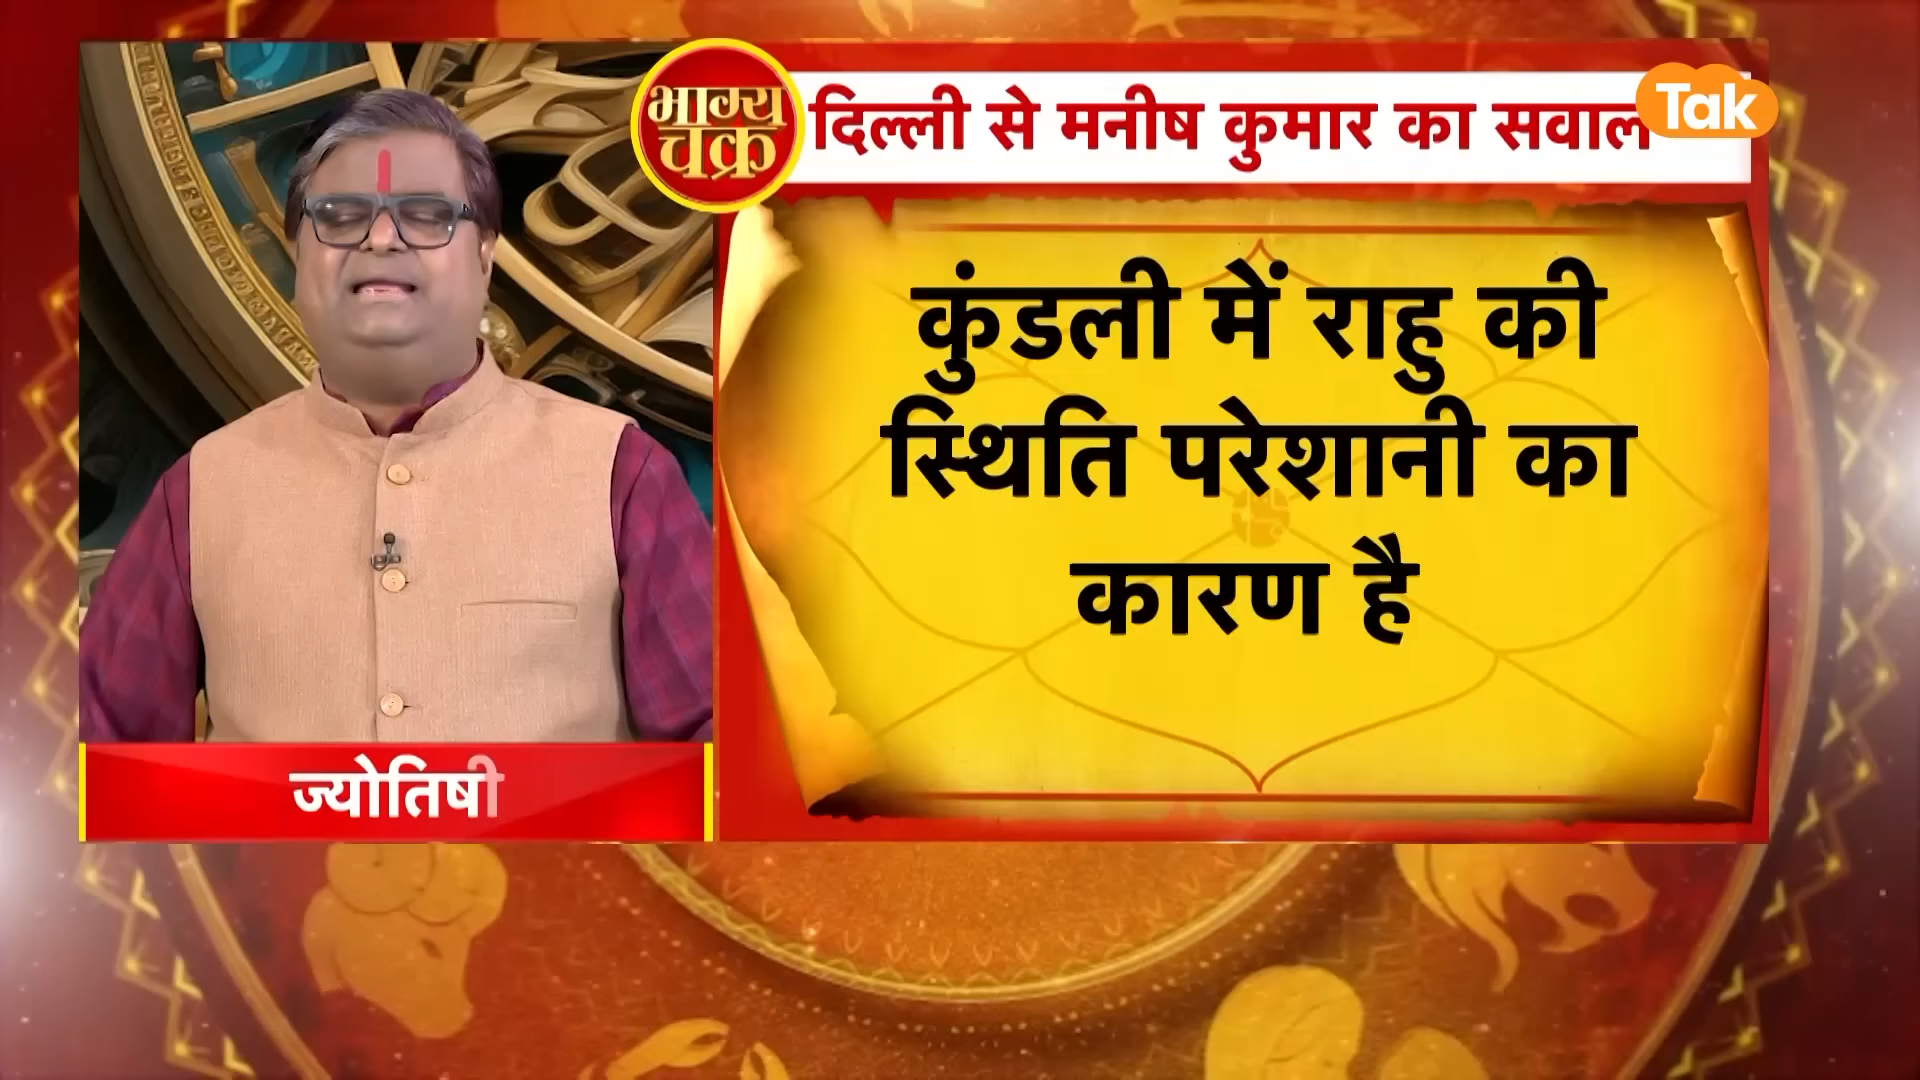 भाग्य
चक्र
दिल्ली से मनीष कुमार का सवाल
Tak
कुंडली में राहु की
स्थिति परेशानी का
कारण है
ज्योतिषी